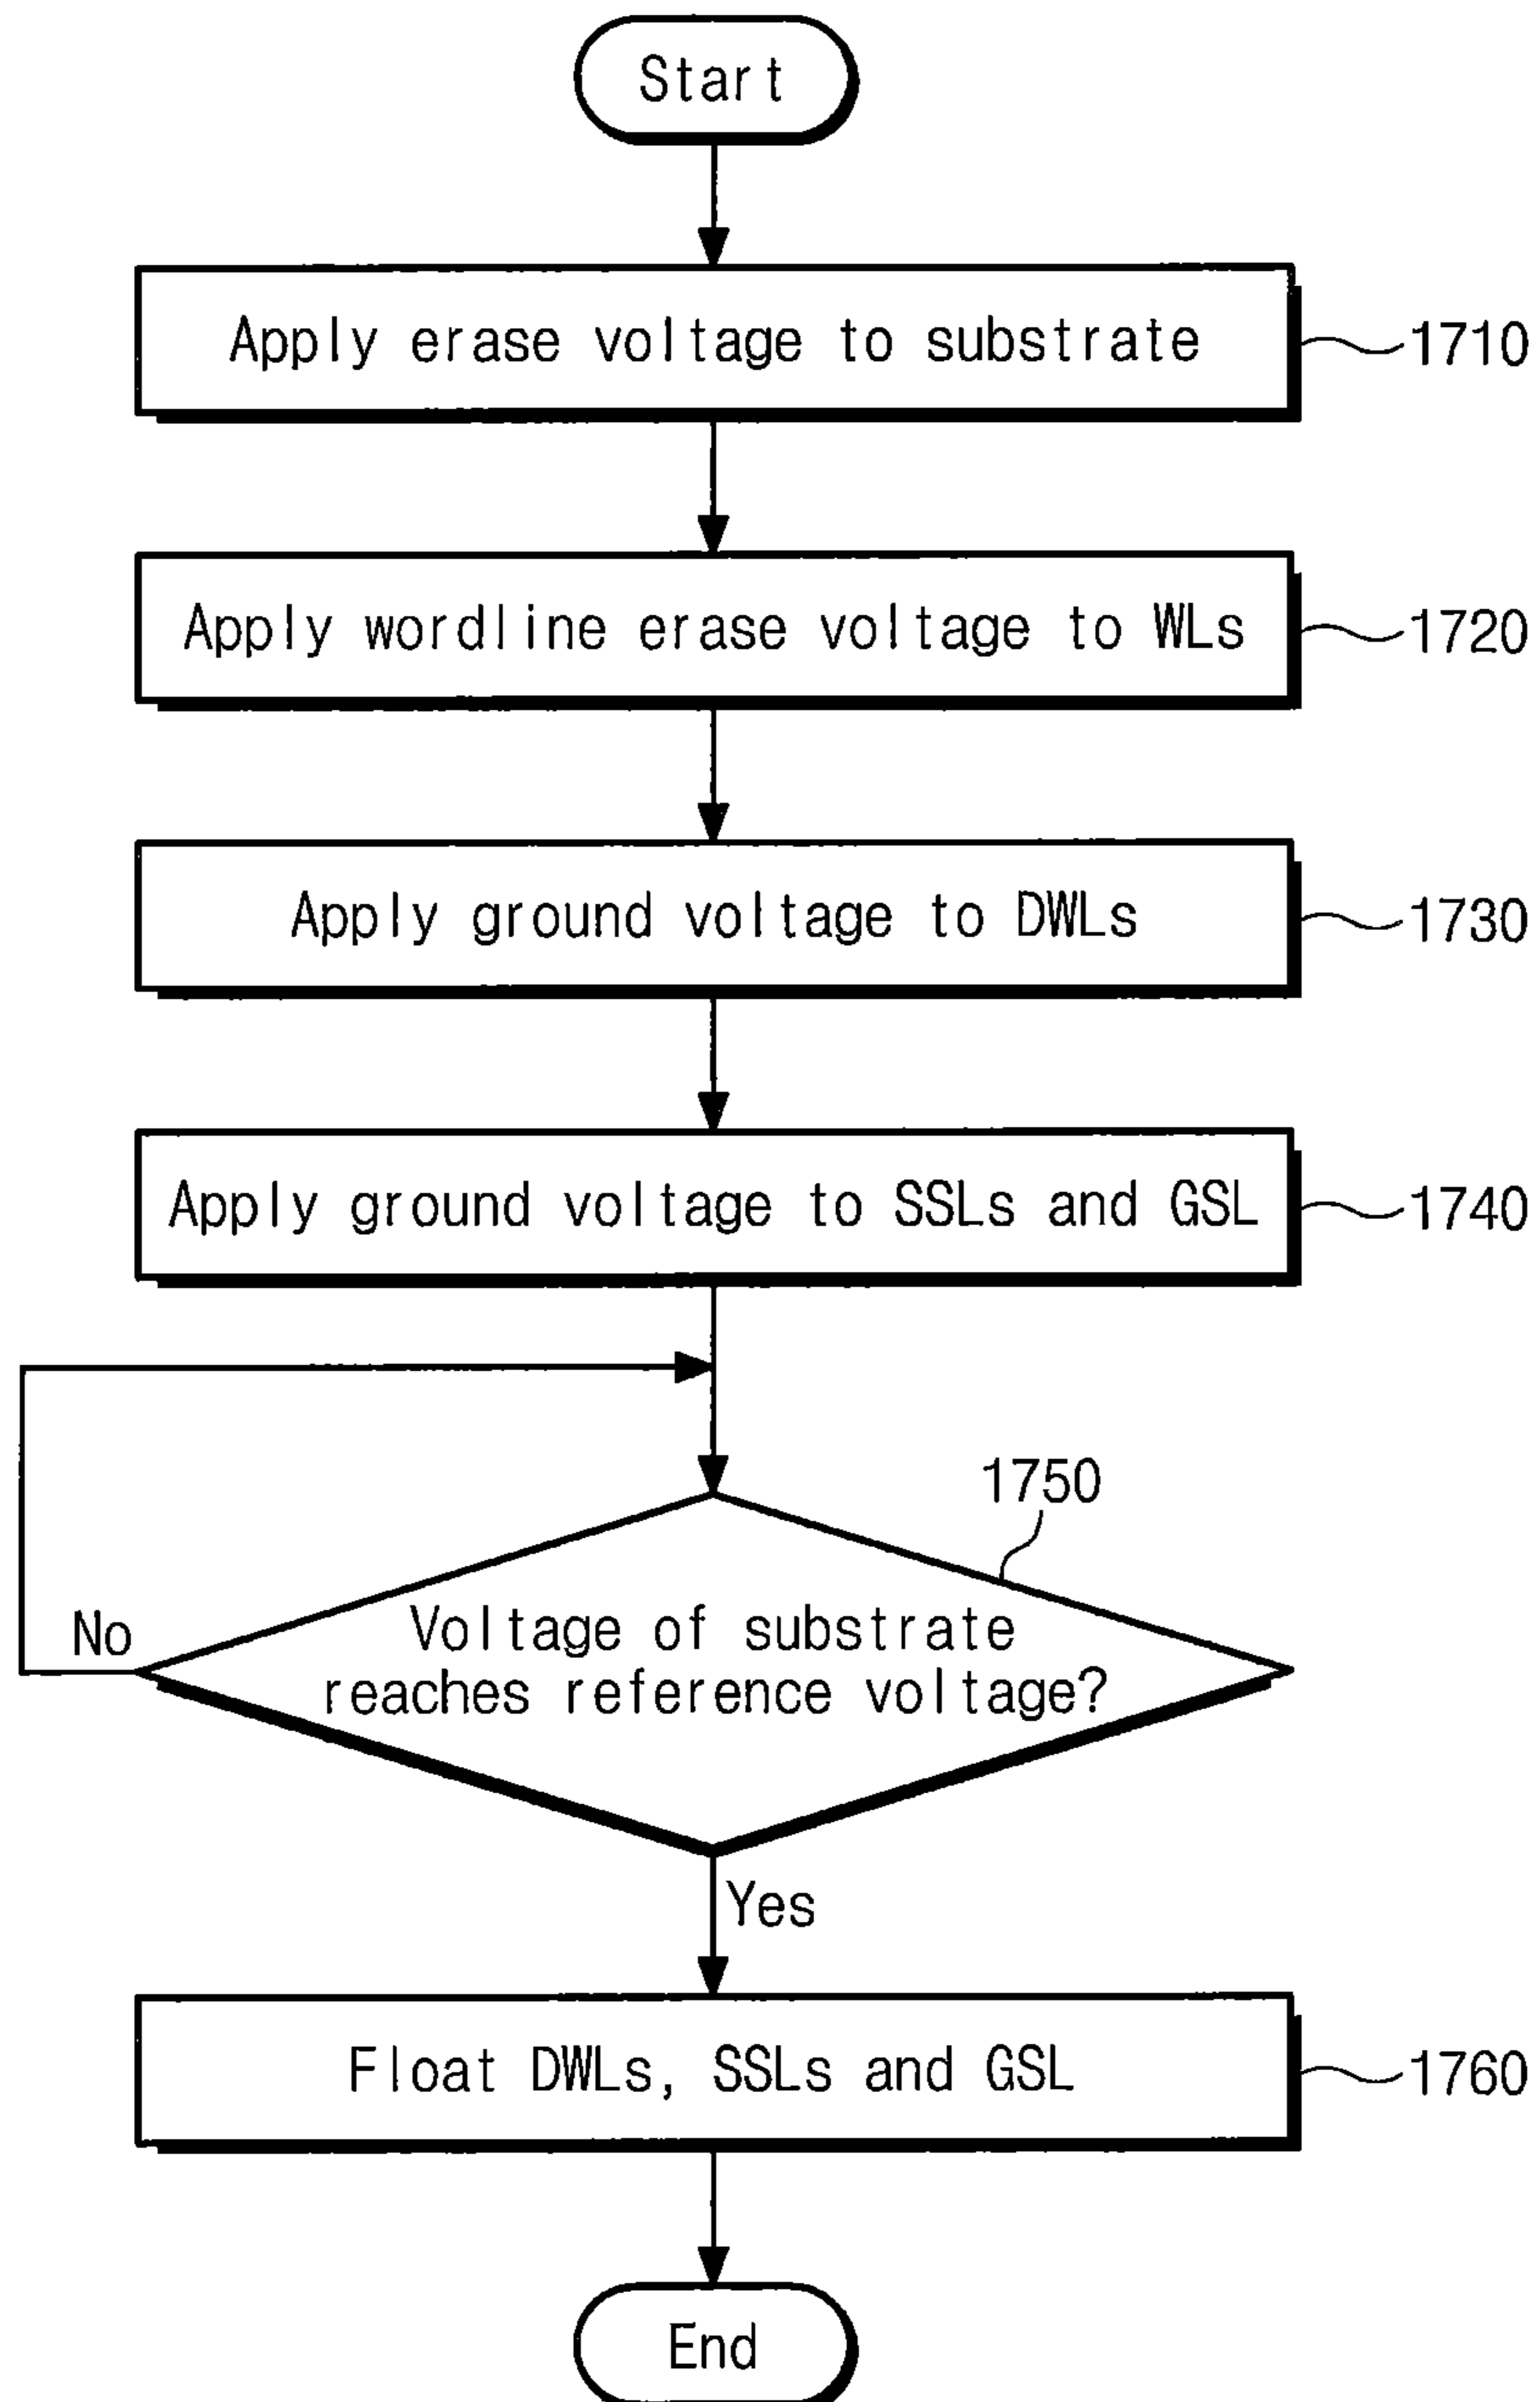 Start
Apply erase voltage to substrate
1710
Apply wordline erase voltage to WLs
1720
Apply ground voltage to DWLs
1730
Apply ground voltage to SSLs and GSL
1740
1750
Voltage of substrate
reaches reference voltage?
No
Yes
Float DWLs, SSLs and GSL
1760
End